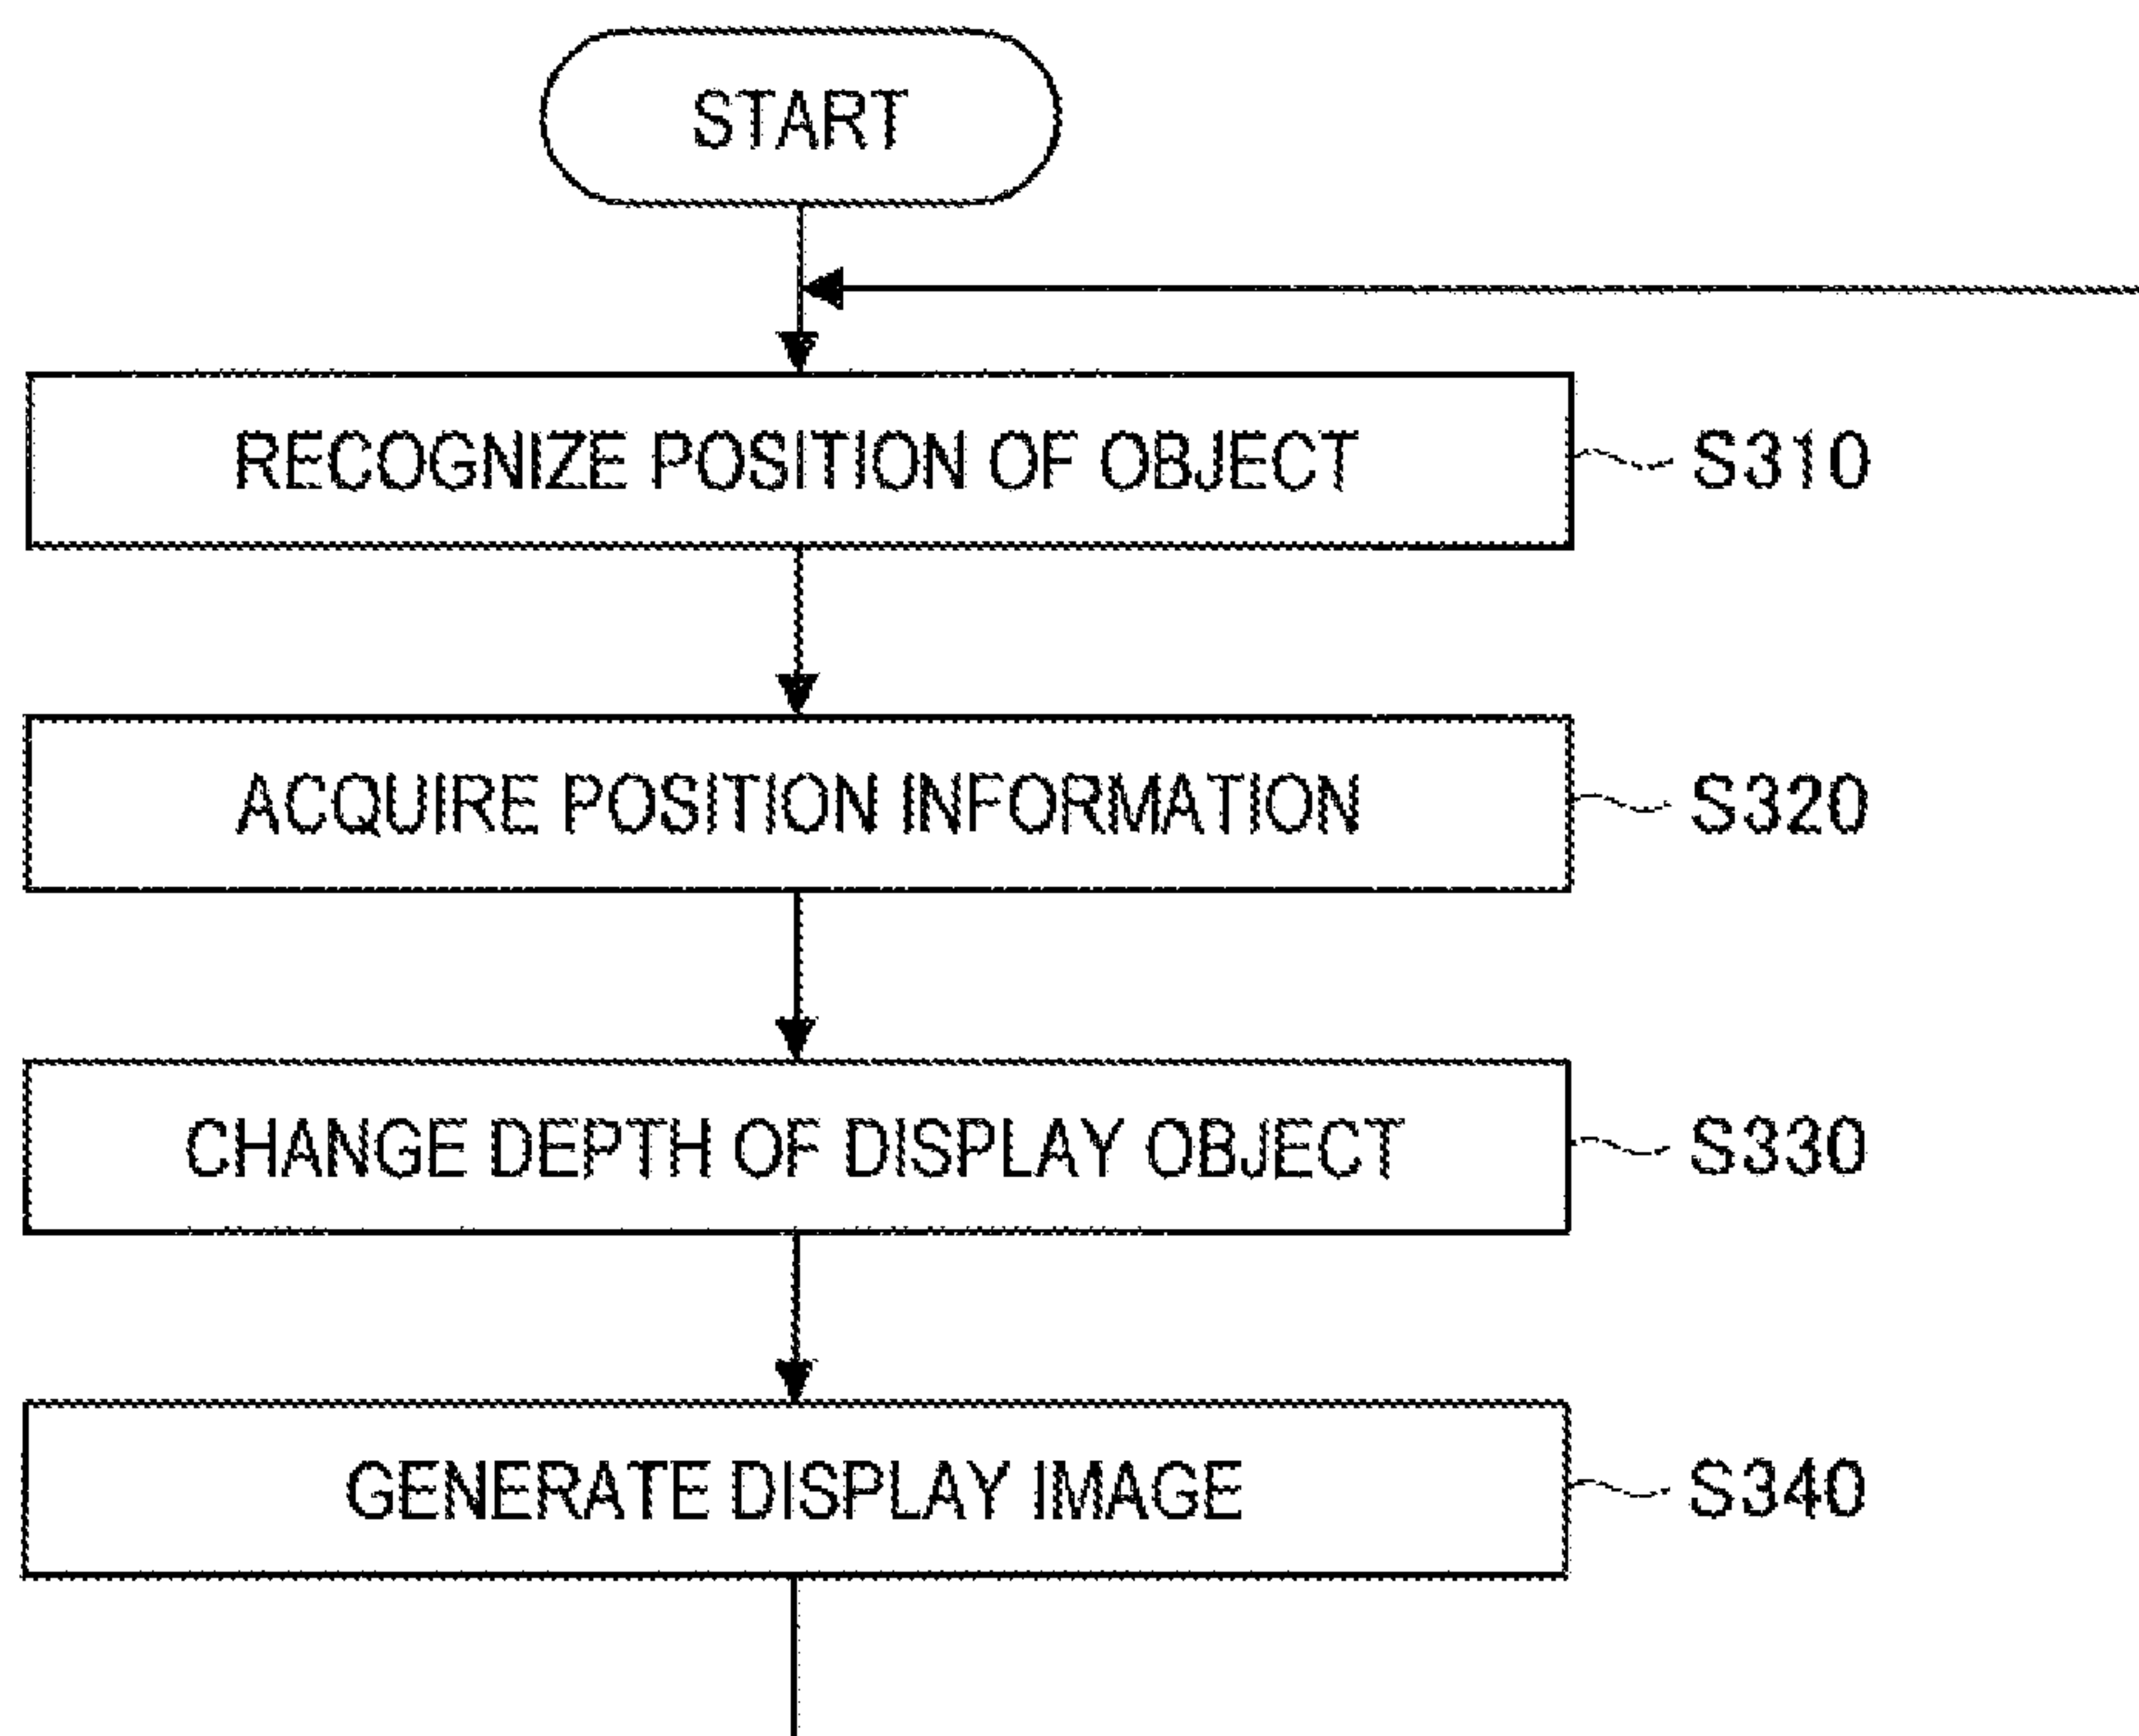 START
RECOGNIZE POSITION OF OBJECT S310
ACQUIRE POSITION INFORMATION S320
CHANGE DEPTH OF DISPLAY OBJECT S330
GENERATE DISPLAY IMAGE S340